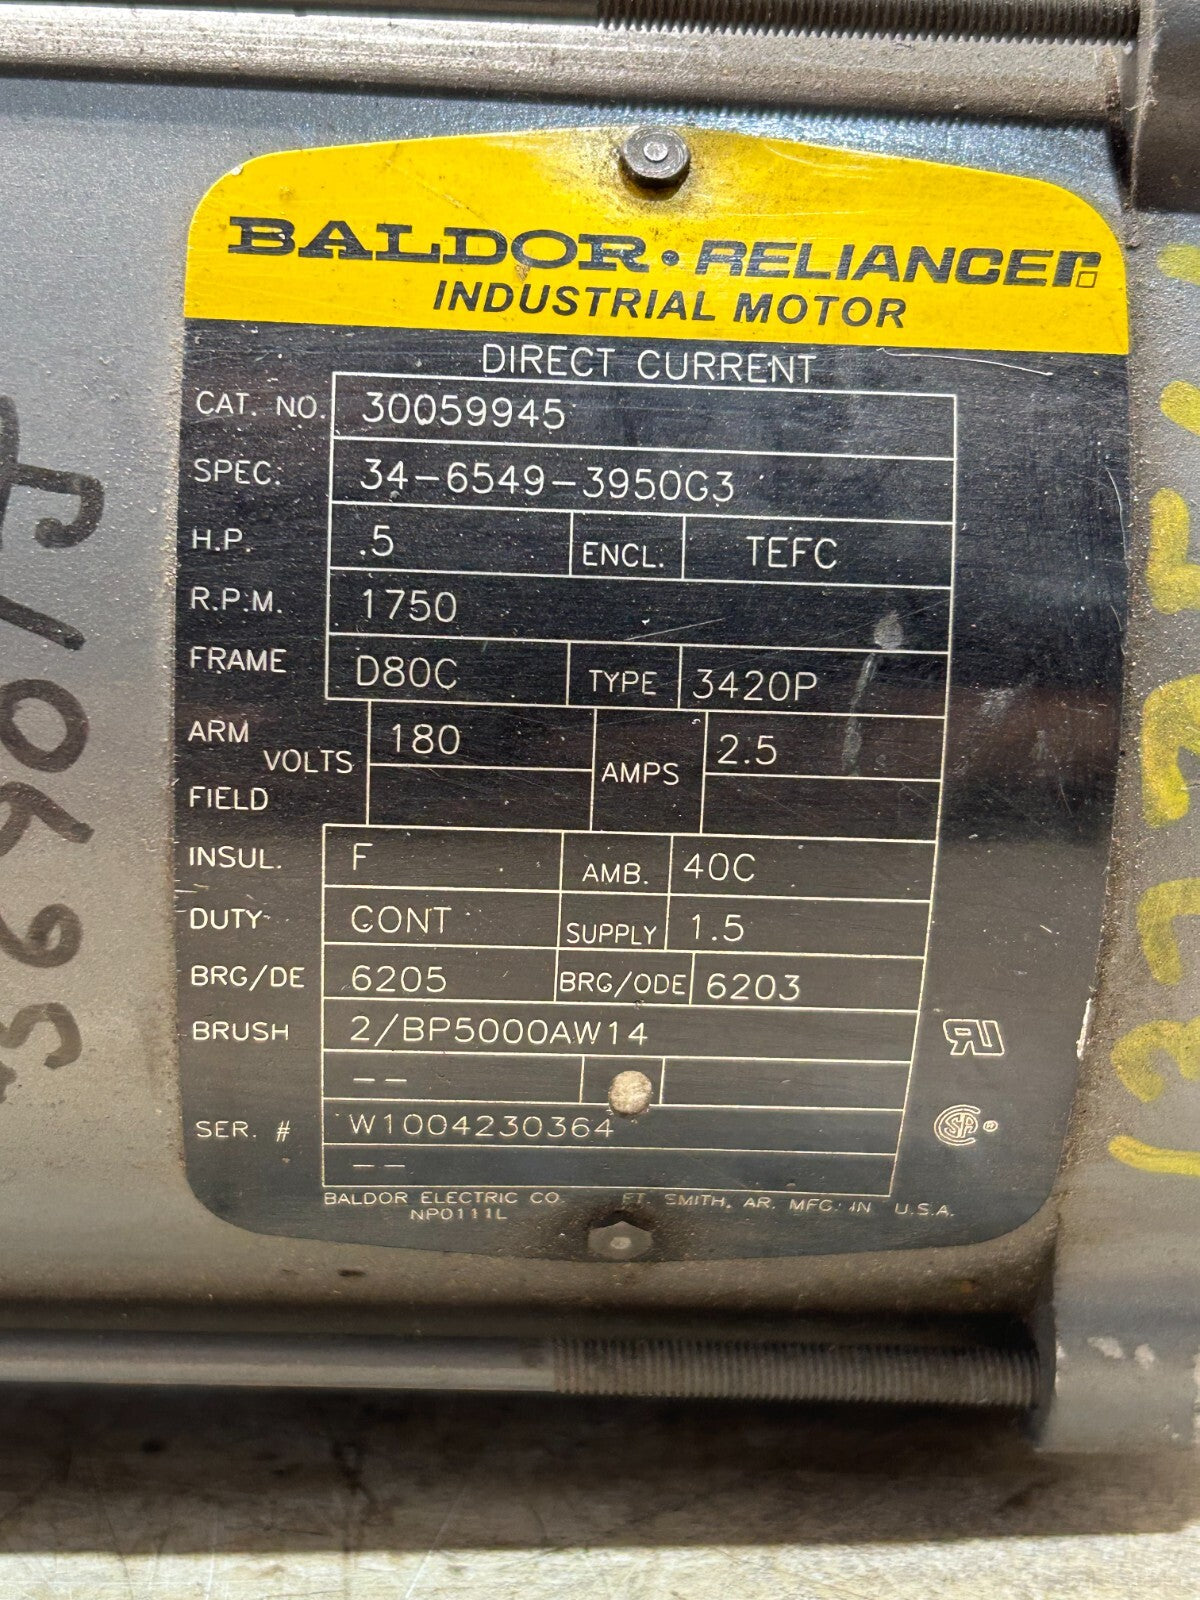 BALDOR • RELIANCER
INDUSTRIAL MOTOR
DIRECT CURRENT
CAT. NO. 30059945
SPEC. 34-6549-3950G3
H.P. .5 ENCL. TEFC
R.P.M. 1750
FRAME D80C TYPE 3420P
ARM VOLTS 180 AMPS 2.5
FIELD
INSUL. F AMB. 40C
DUTY CONT SUPPLY 1.5
BRG/DE 6205 BRG/ODE 6203
BRUSH 2/BP5000AW14
--
SER. # W1004230364
--
BALDOR ELECTRIC CO. FT. SMITH, AR. MFG. IN U.S.A.
NP0111L